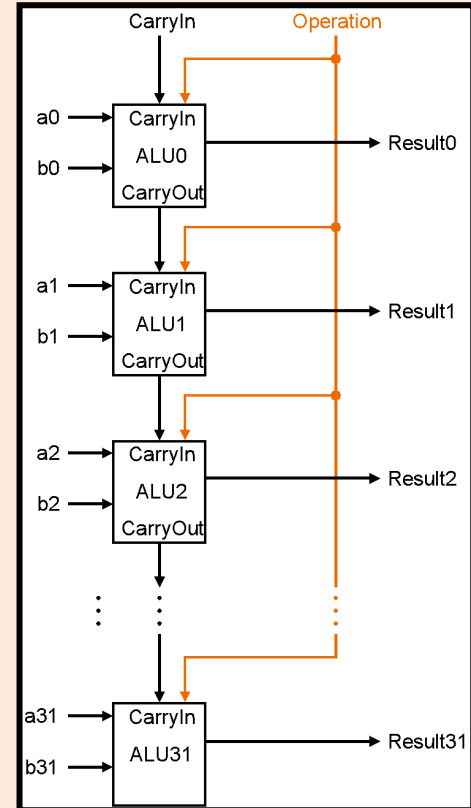 CarryIn Operation
a0 CarryIn
ALU0 Result0
b0
CarryOut
a1 CarryIn
ALU1 Result1
b1
CarryOut
a2 CarryIn
ALU2 Result2
b2
CarryOut
a31 CarryIn
ALU31 Result31
b31